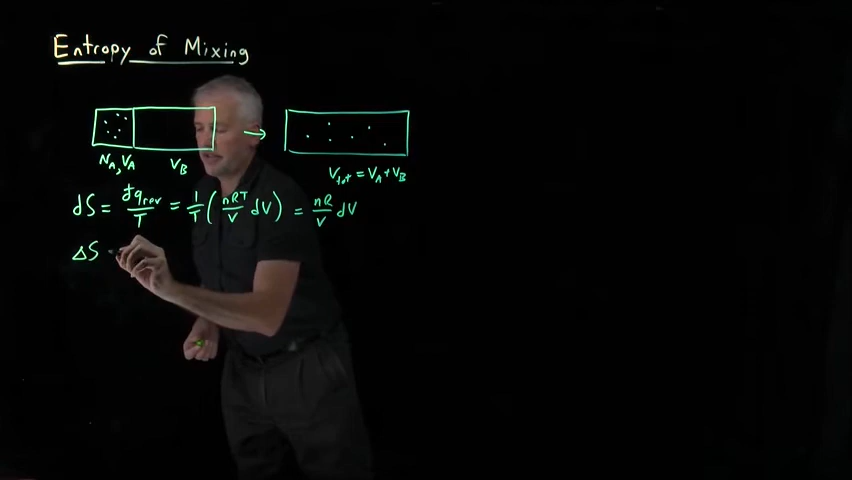 Entropy of Mixing
N_A, V_A V_B
V_tot = V_A + V_B
dS = đq_rev/T = 1/T (nRT/V dV) = nR/V dV
ΔS